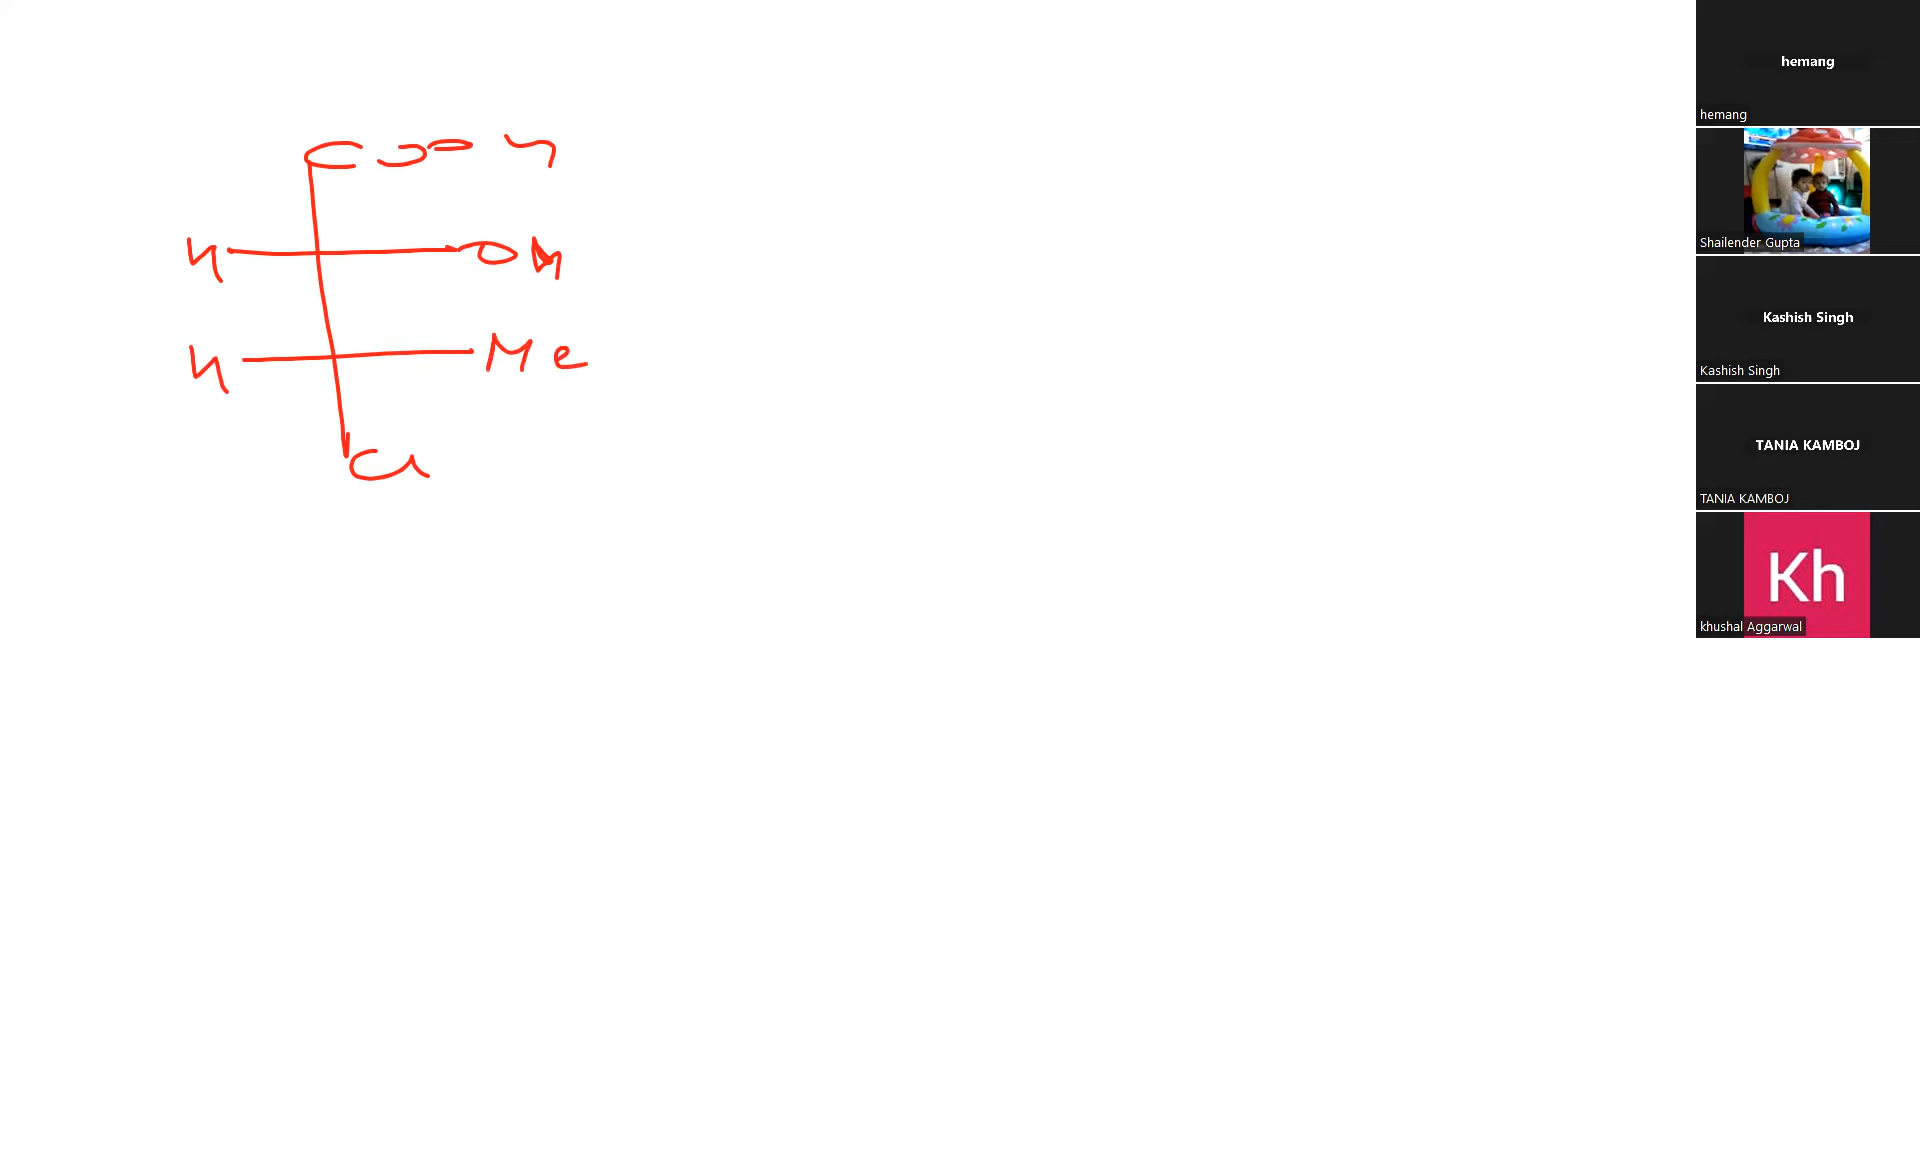 COOH
H OH
H Me
Cl
hemang
hemang
Shailender Gupta
Kashish Singh
Kashish Singh
TANIA KAMBOJ
TANIA KAMBOJ
Kh
khushal Aggarwal